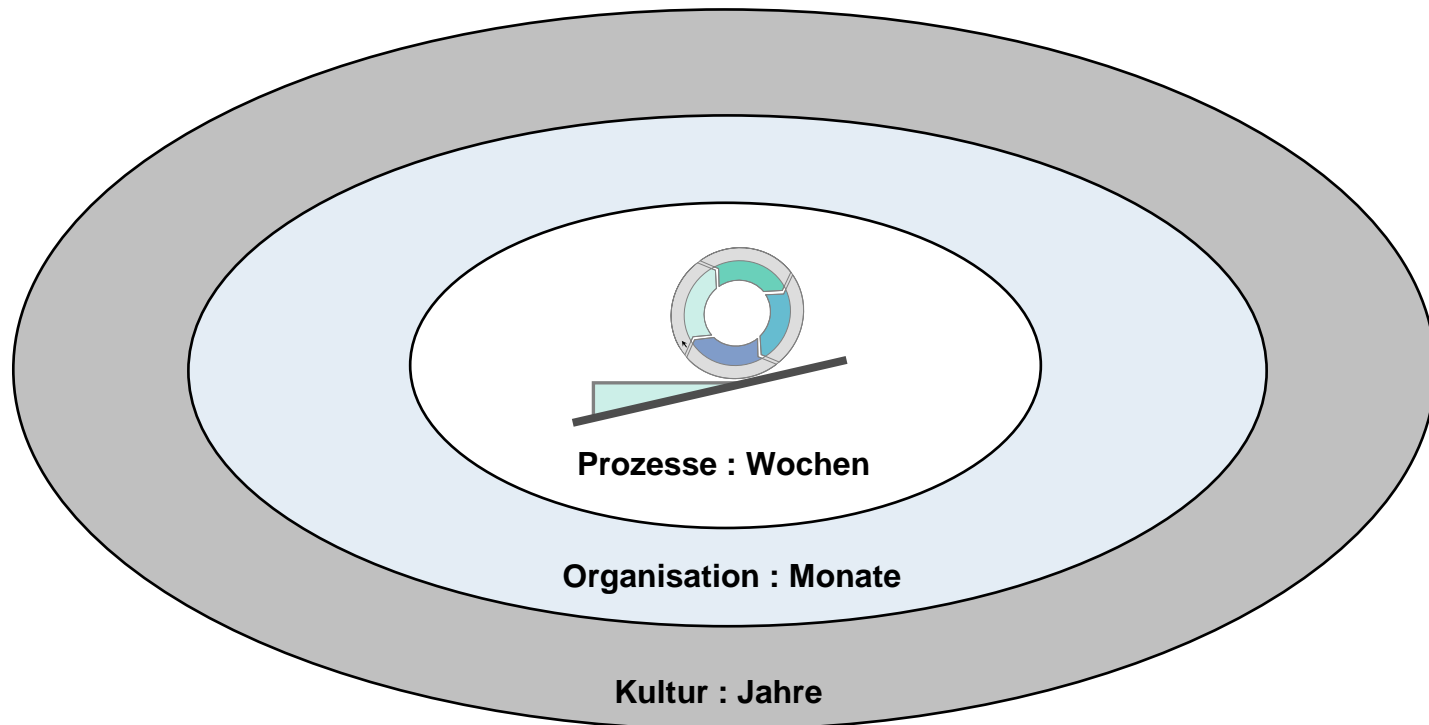 Prozesse : Wochen
Organisation : Monate
Kultur : Jahre